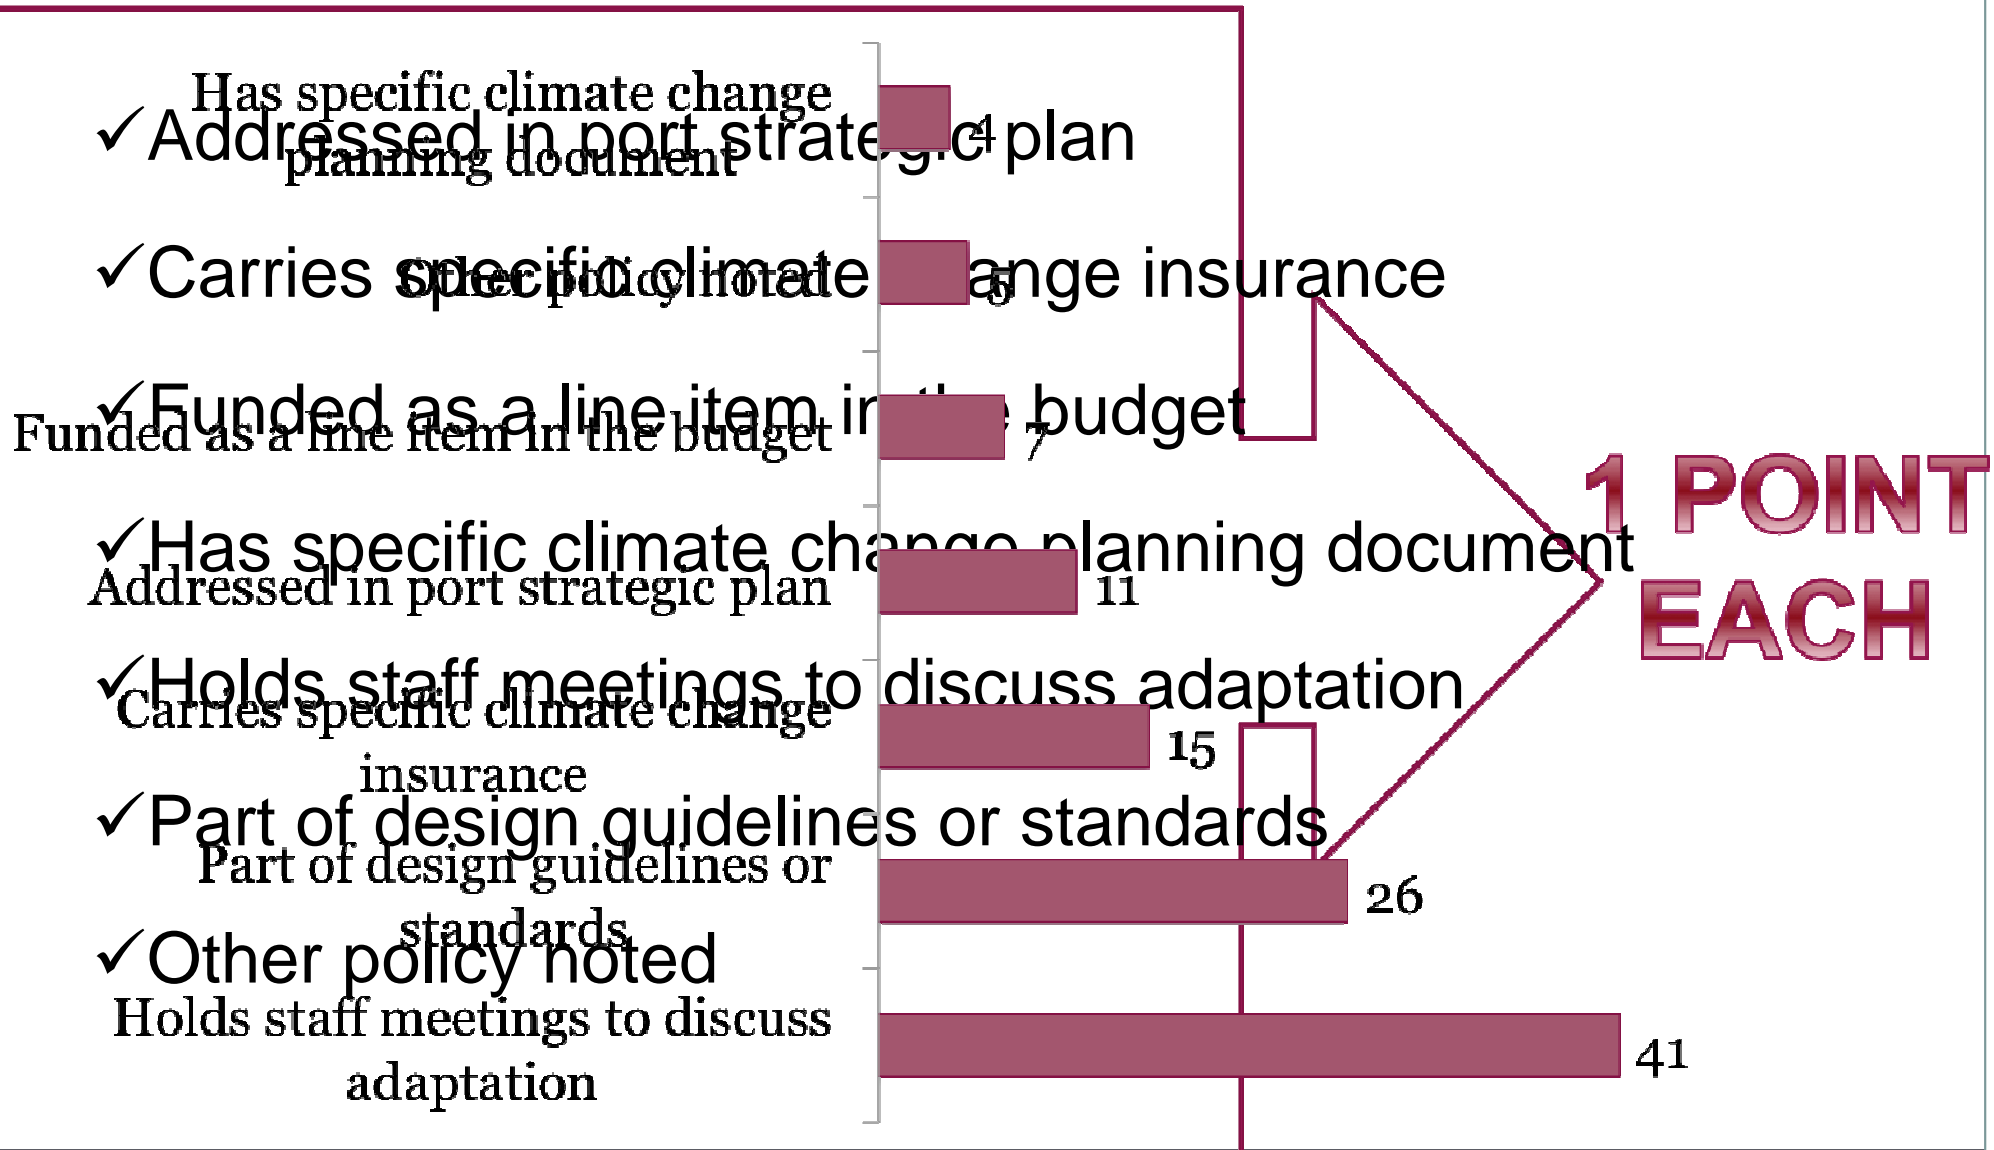 Has specific climate change
planning document
4
Other policy noted
5
Funded as a line item in the budget
7
Addressed in port strategic plan
11
Carries specific climate change
insurance
15
Part of design guidelines or
standards
26
Holds staff meetings to discuss
adaptation
41
✓Addressed in port strategic plan
✓Carries specific climate change insurance
✓Funded as a line item in the budget
✓Has specific climate change planning document
✓Holds staff meetings to discuss adaptation
✓Part of design guidelines or standards
✓Other policy noted
1 POINT
EACH